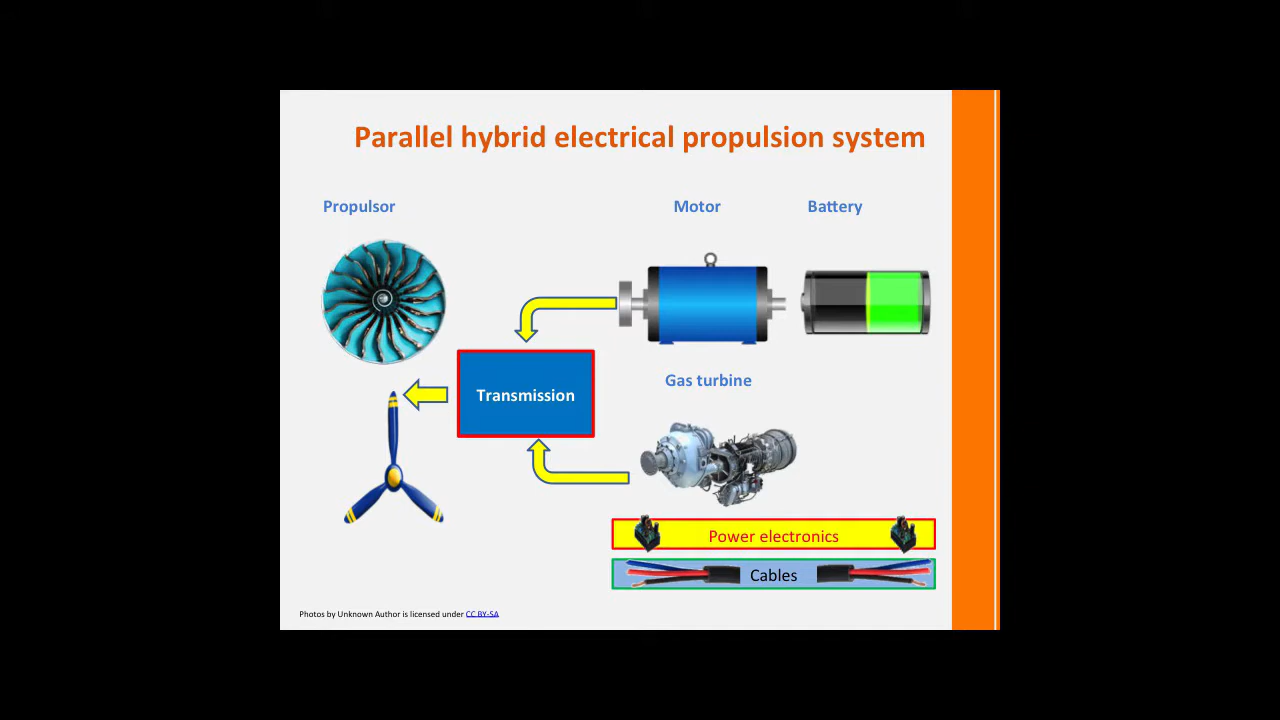 Parallel hybrid electrical propulsion system
Propulsor
Motor
Battery
Transmission
Gas turbine
Power electronics
Cables
Photos by Unknown Author is licensed under CC BY-SA